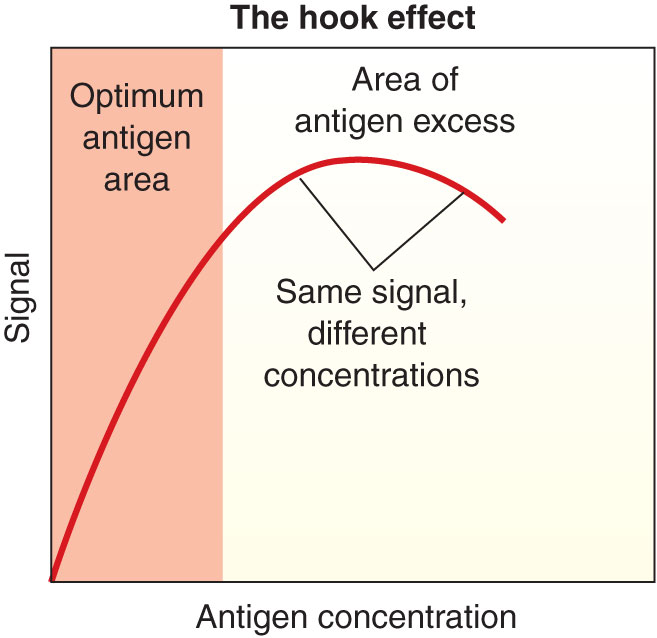 The hook effect
Optimum
antigen
area
Area of
antigen excess
Same signal,
different
concentrations
Signal
Antigen concentration